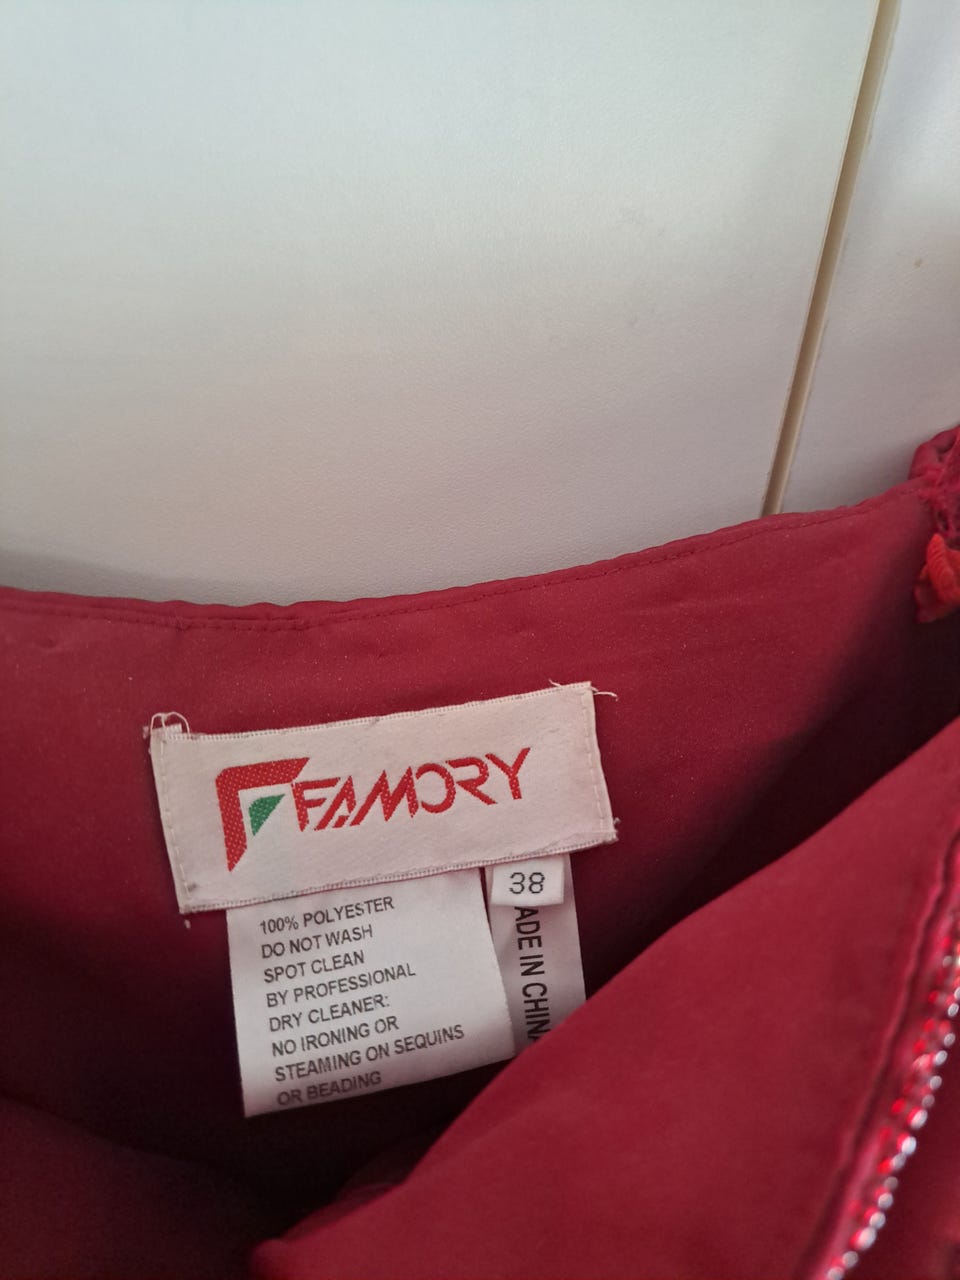 FAMORY
38
100% POLYESTER
DO NOT WASH
SPOT CLEAN
BY PROFESSIONAL
DRY CLEANER:
NO IRONING OR
STEAMING ON SEQUINS
OR BEADING
ADE IN CHINA